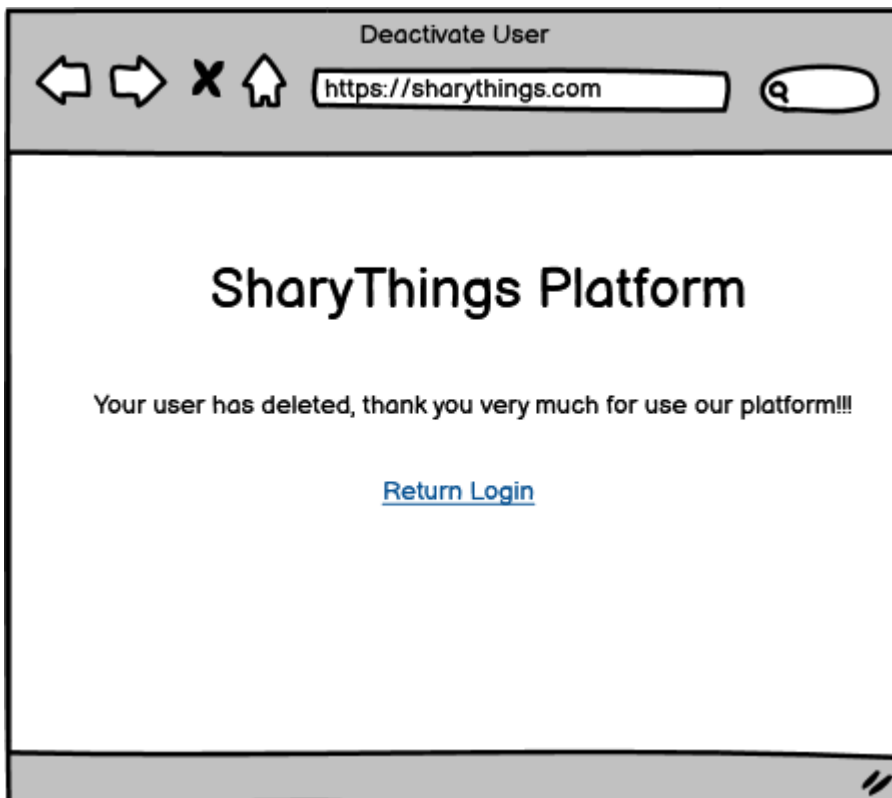 Deactivate User
https://sharythings.com
SharyThings Platform
Your user has deleted, thank you very much for use our platform!!!
Return Login